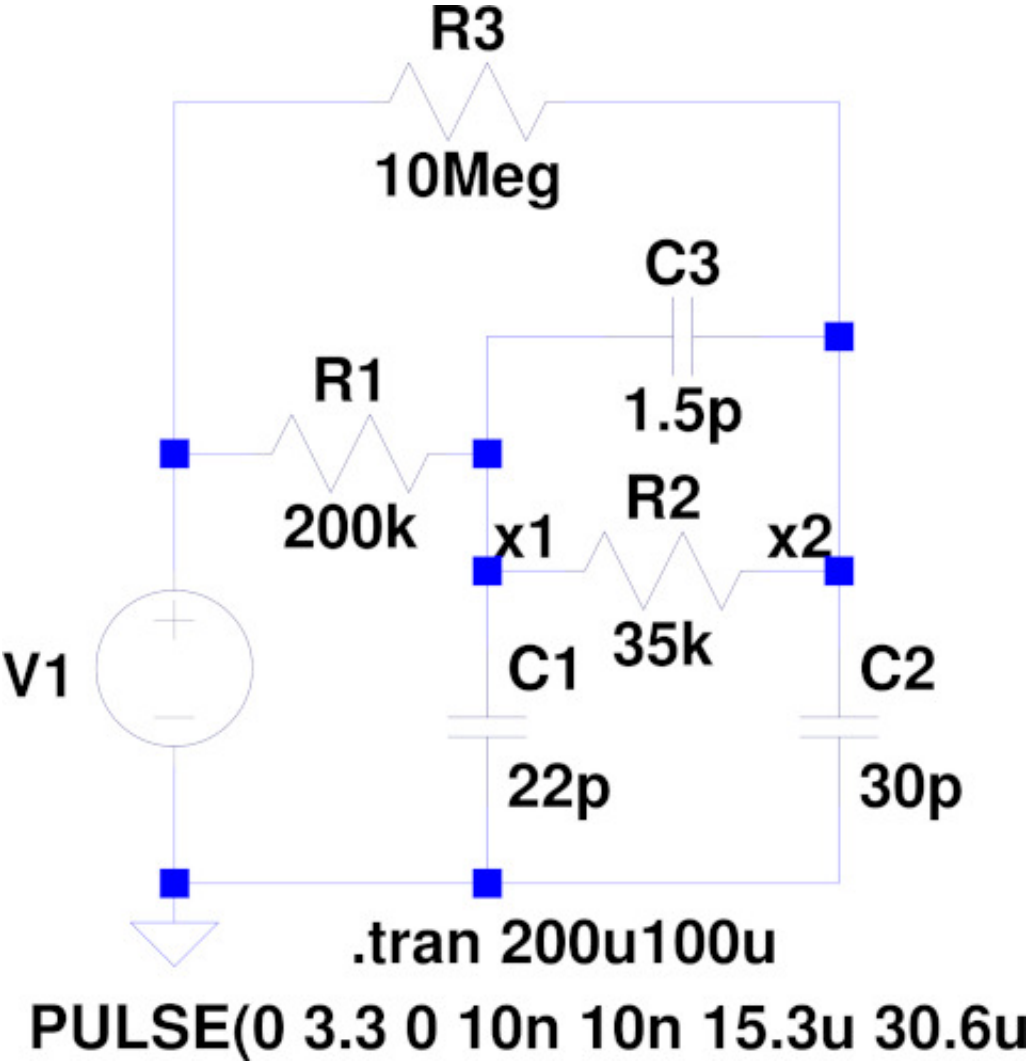 R3
10Meg
C3
1.5p
R1
200k
R2
x1
x2
35k
V1
C1
22p
C2
30p
.tran 200u100u
PULSE(0 3.3 0 10n 10n 15.3u 30.6u